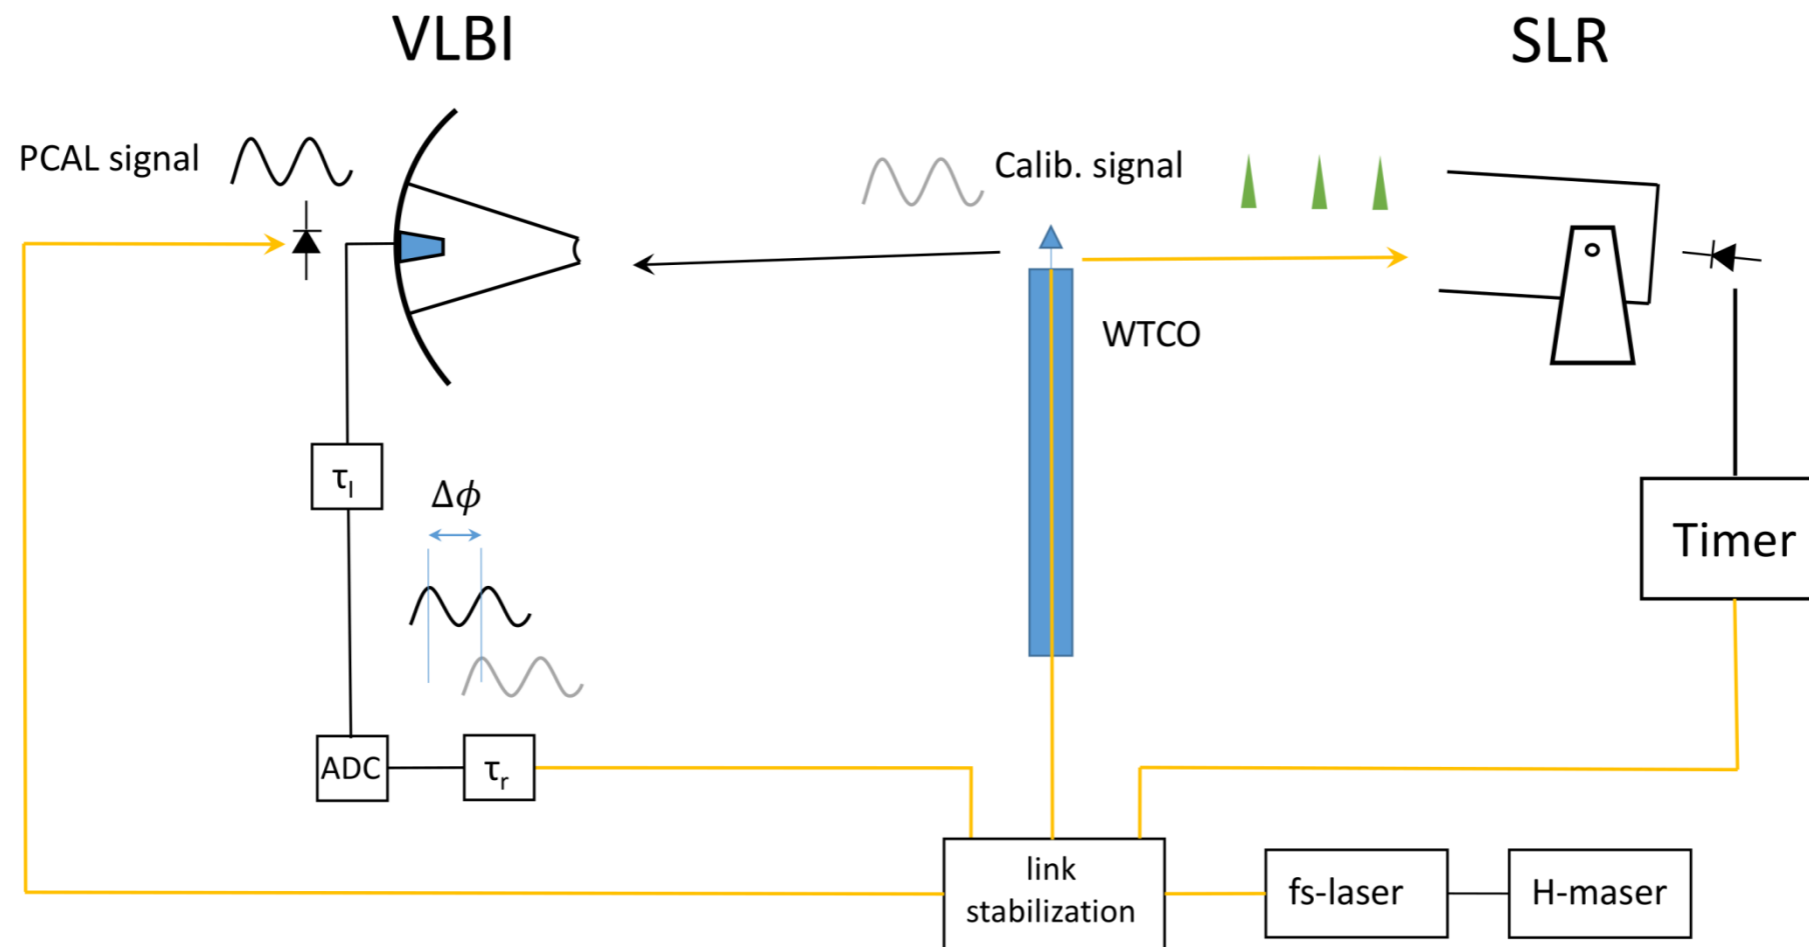 VLBI
SLR
PCAL signal
Calib. signal
WTCO
τl
Δϕ
Timer
ADC
τr
link
stabilization
fs-laser
H-maser